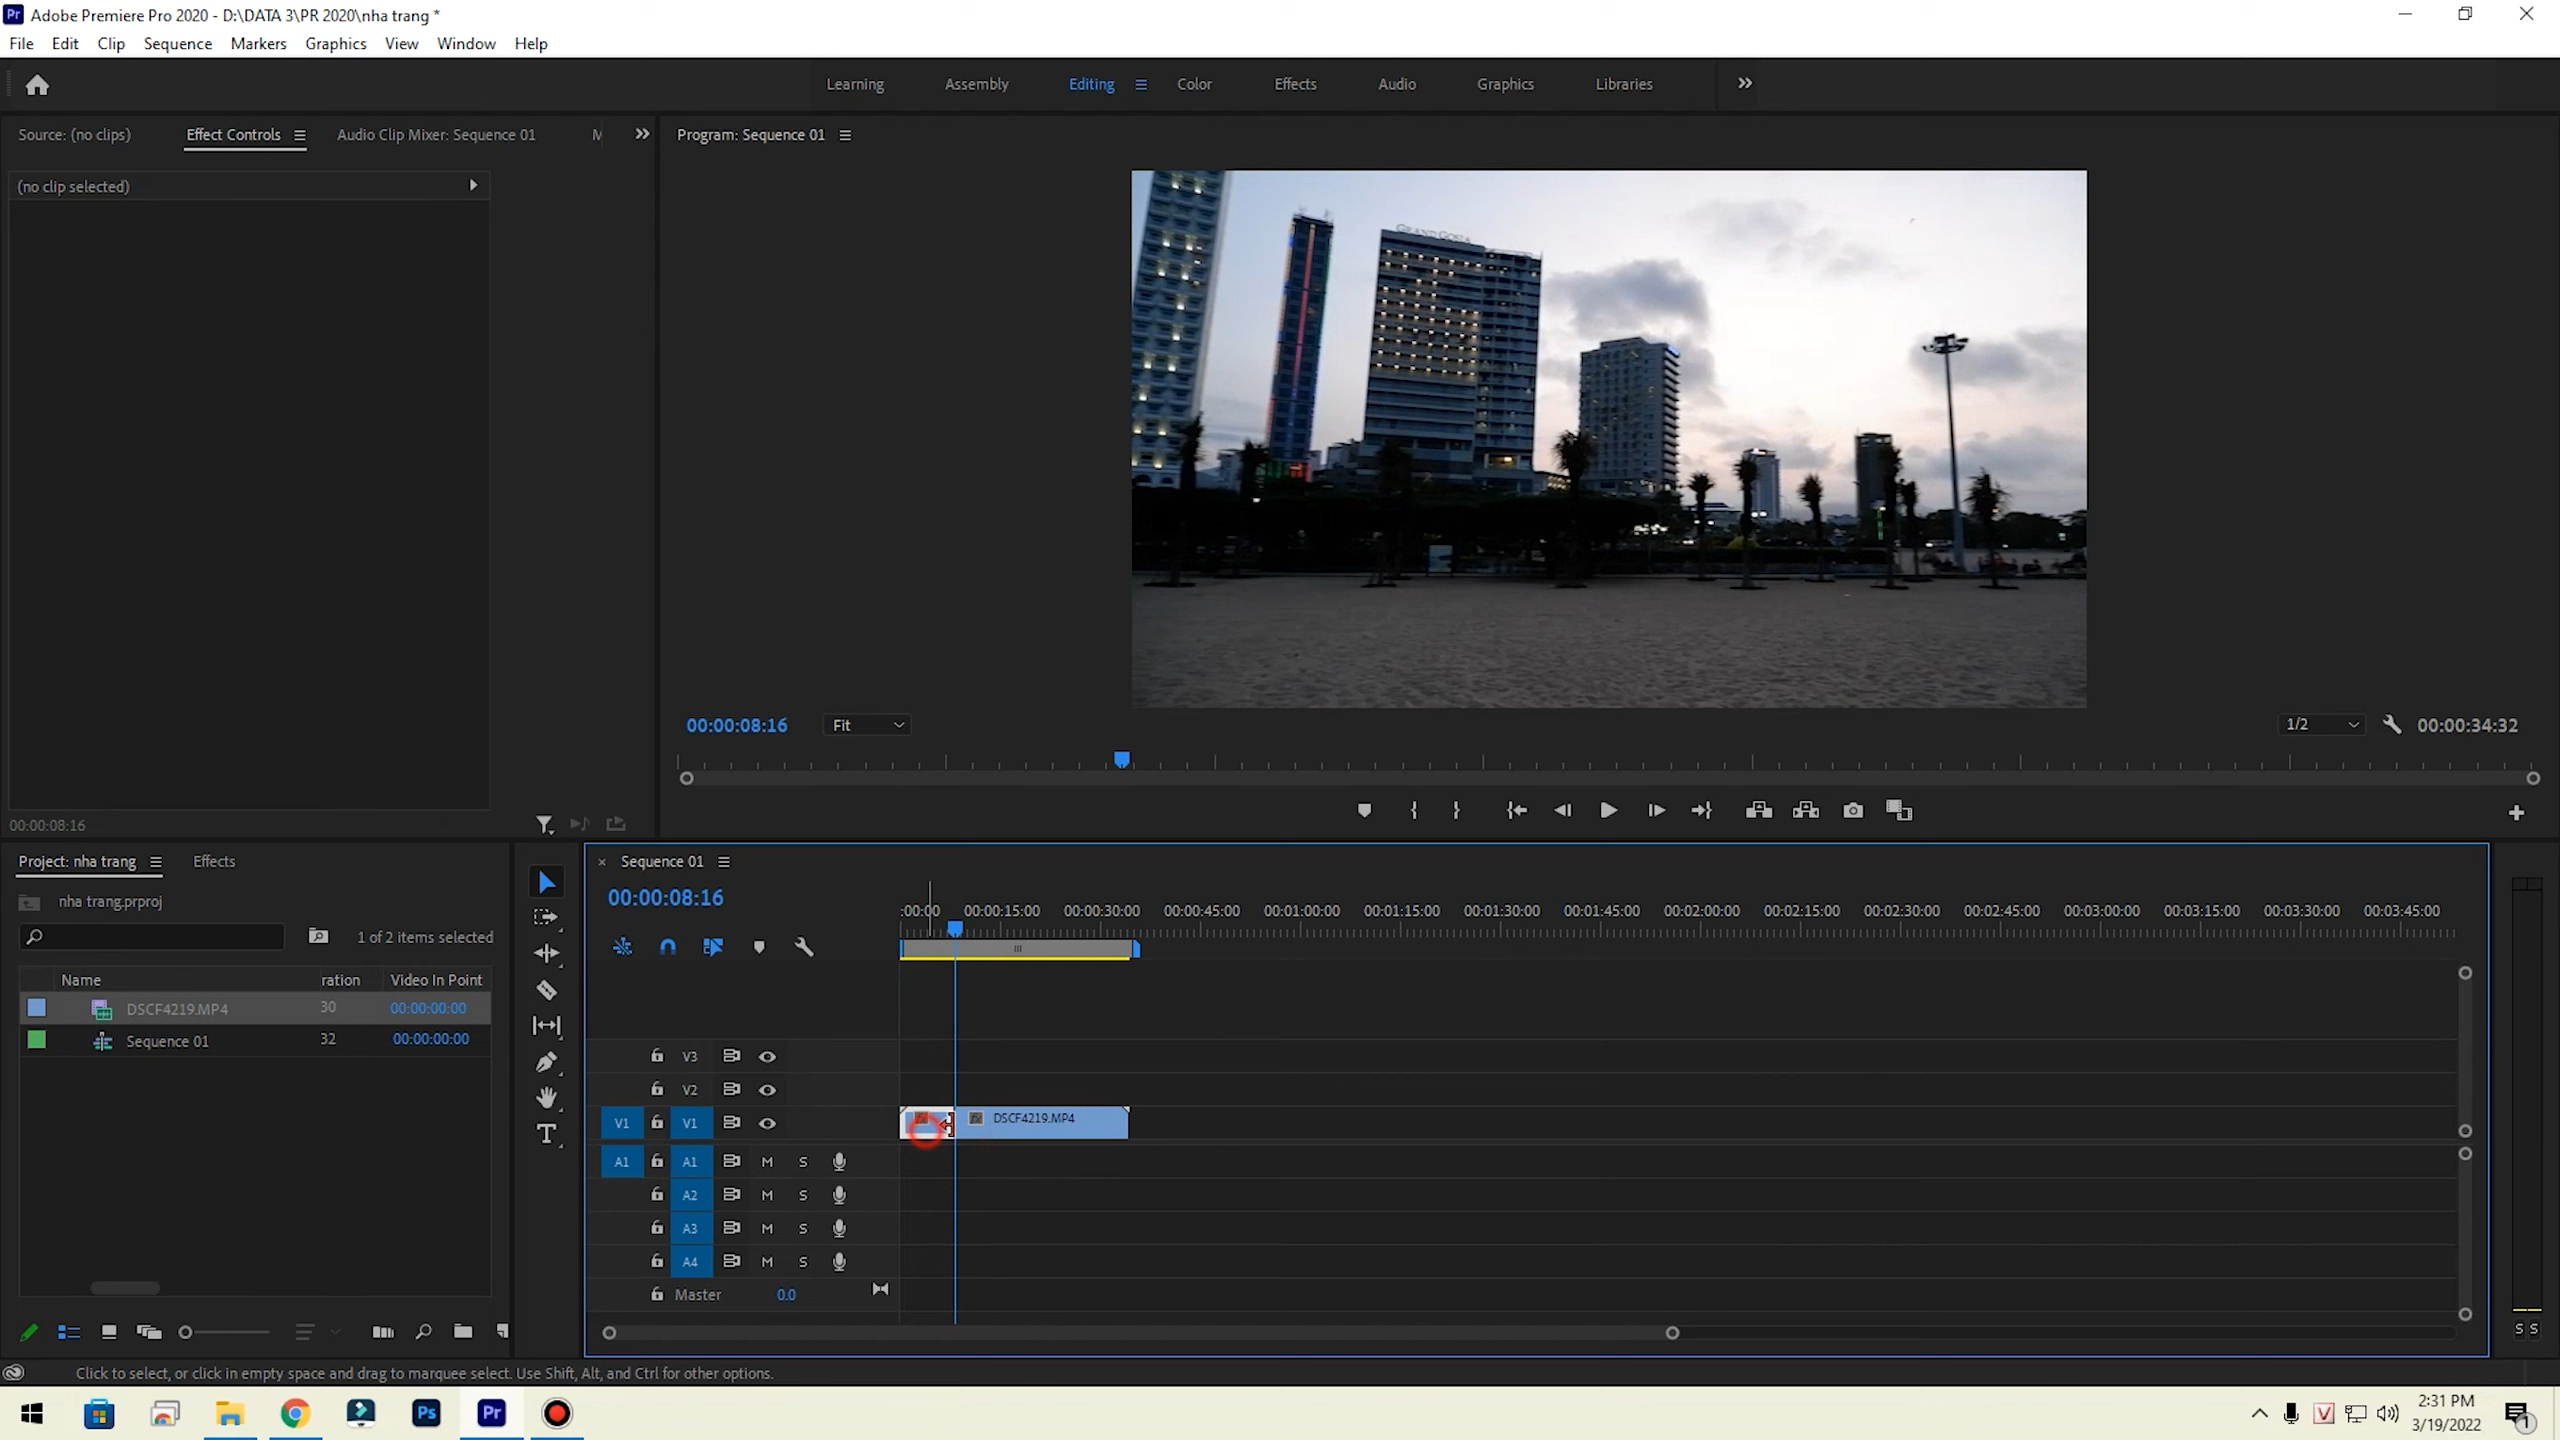 Adobe Premiere Pro 2020 - D:\DATA 3\PR 2020\nha trang *
File Edit Clip Sequence Markers Graphics View Window Help
Learning Assembly Editing Color Effects Audio Graphics Libraries
Source: (no clips) Effect Controls Audio Clip Mixer: Sequence 01
Program: Sequence 01
(no clip selected)
GRAND GOSIA
00:00:08:16 Fit 1/2 00:00:34:32
00:00:08:16
Project: nha trang Effects
nha trang.prproj
1 of 2 items selected
Name ration Video In Point
DSCF4219.MP4 30 00:00:00:00
Sequence 01 32 00:00:00:00
Sequence 01
00:00:08:16
:00:00 00:00:15:00 00:00:30:00 00:00:45:00 00:01:00:00 00:01:15:00 00:01:30:00 00:01:45:00 00:02:00:00 00:02:15:00 00:02:30:00 00:02:45:00 00:03:00:00 00:03:15:00 00:03:30:00 00:03:45:00
V3
V2
V1 V1 fx DSCF4219.MP4
A1 A1 M S
A2 M S
A3 M S
A4 M S
Master 0.0
S S
Click to select, or click in empty space and drag to marquee select. Use Shift, Alt, and Ctrl for other options.
Ps Pr V 2:31 PM
3/19/2022 1